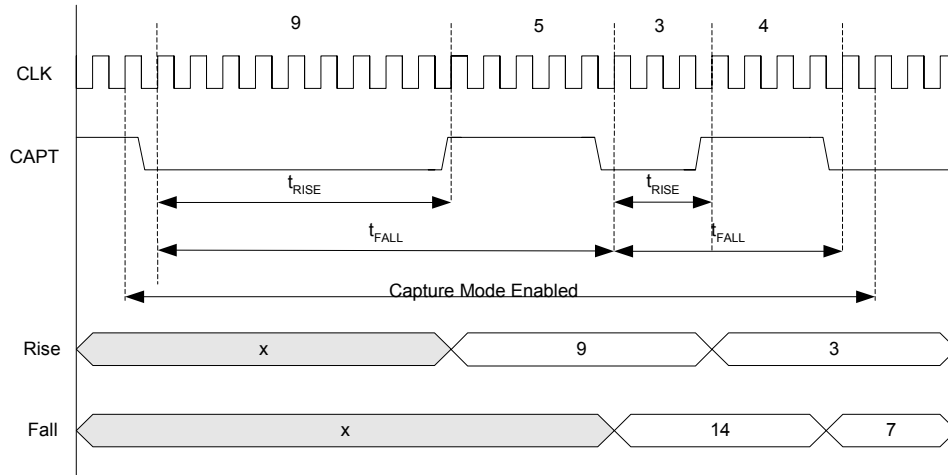 9 5 3 4
CLK
CAPT
tRISE tRISE
tFALL tFALL
Capture Mode Enabled
Rise x 9 3
Fall x 14 7